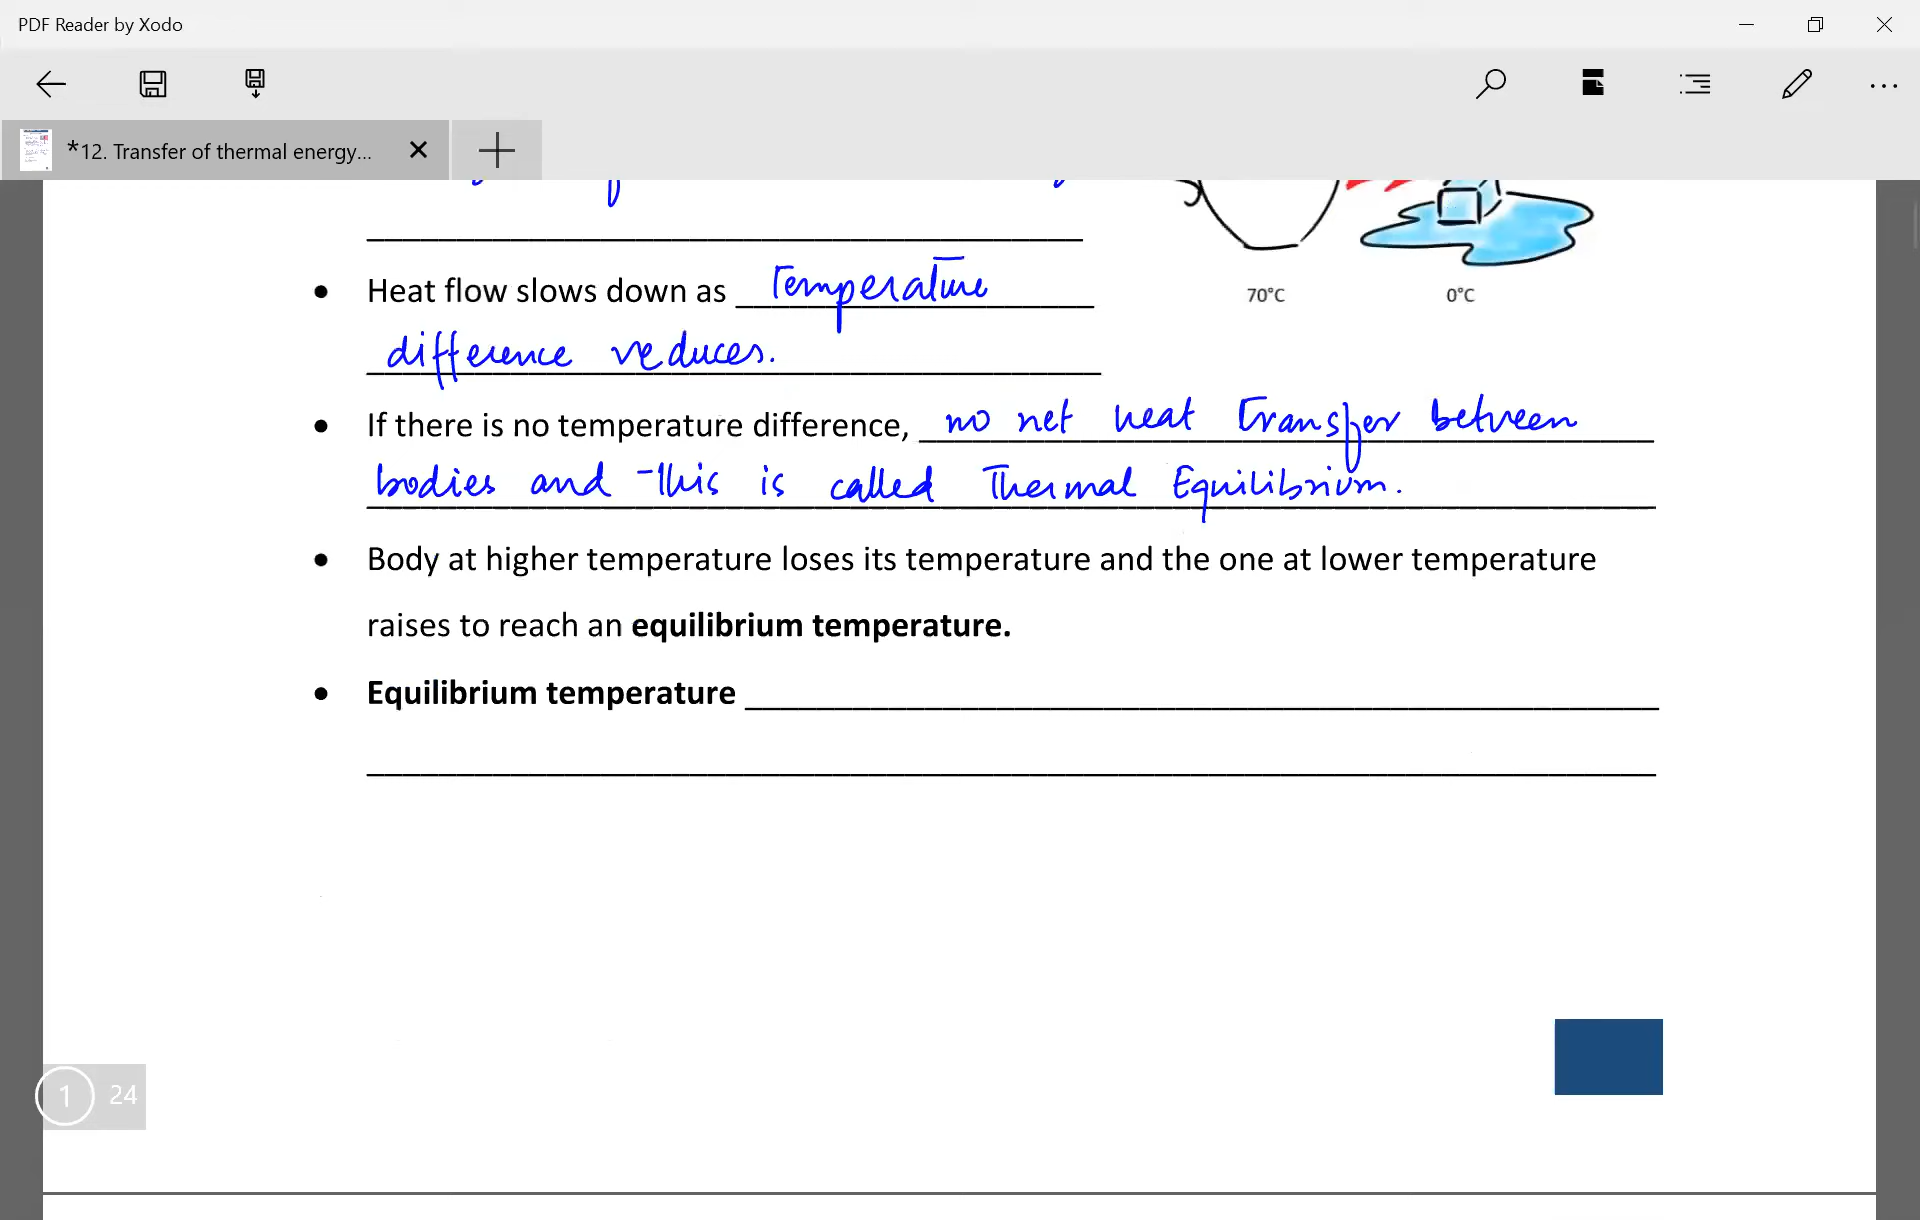 PDF Reader by Xodo
*12. Transfer of thermal energy...
• Heat flow slows down as Temperature
70°C 0°C
difference reduces.
• If there is no temperature difference, no net heat transfer between
bodies and this is called Thermal Equilibrium.
• Body at higher temperature loses its temperature and the one at lower temperature
raises to reach an equilibrium temperature.
• Equilibrium temperature
1 24